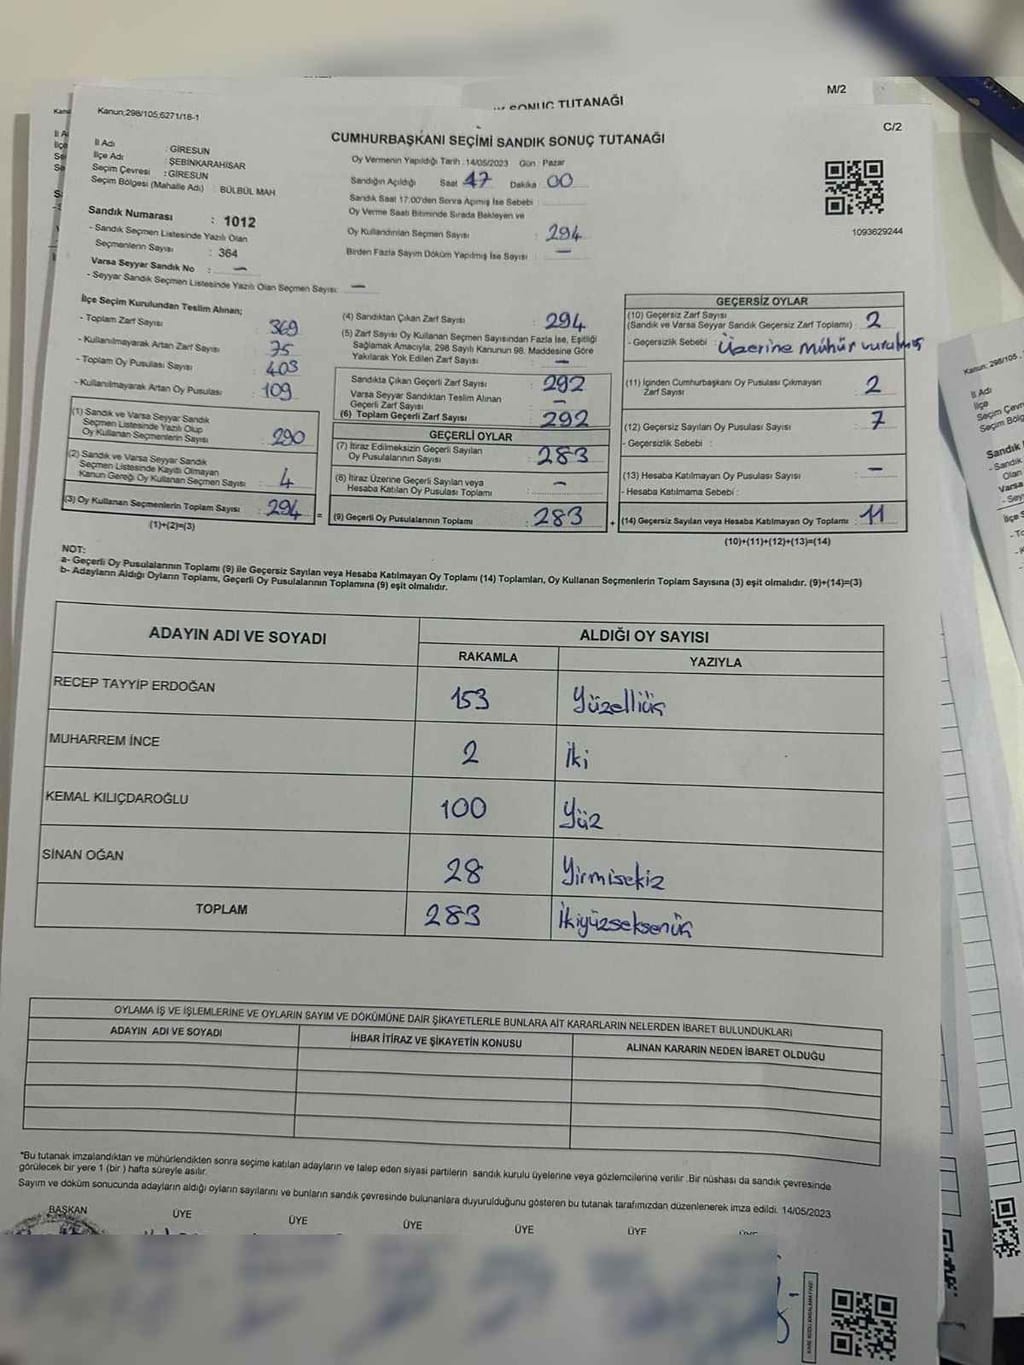 M/2
SONUÇ TUTANAĞI
Kanun;298/105;6271/18-1
C/2
CUMHURBAŞKANI SEÇİMİ SANDIK SONUÇ TUTANAĞI
İl Adı : GİRESUN
İlçe Adı : ŞEBİNKARAHİSAR
Seçim Çevresi : GİRESUN
Seçim Bölgesi (Mahalle Adı) : BÜLBÜL MAH
Sandık Numarası : 1012
- Sandık Seçmen Listesinde Yazılı Olan
Seçmenlerin Sayısı : 364
Varsa Seyyar Sandık No : —
- Seyyar Sandık Seçmen Listesinde Yazılı Olan Seçmen Sayısı: —
Oy Vermenin Yapıldığı Tarih : 14/05/2023 Gün : Pazar
Sandığın Açıldığı Saat 17 Dakika 00
Sandık Saat 17:00'den Sonra Açılmış İse Sebebi :
Oy Verme Saati Bitiminde Sırada Bekleyen ve
Oy Kullandırılan Seçmen Sayısı : 294
Birden Fazla Sayım Döküm Yapılmış İse Sayısı : —
1093629244
İlçe Seçim Kurulundan Teslim Alınan;
- Toplam Zarf Sayısı : 369
- Kullanılmayarak Artan Zarf Sayısı : 75
- Toplam Oy Pusulası Sayısı : 403
- Kullanılmayarak Artan Oy Pusulası : 109
(1) Sandık ve Varsa Seyyar Sandık
Seçmen Listesinde Yazılı Olup
Oy Kullanan Seçmenlerin Sayısı : 290
(2) Sandık ve Varsa Seyyar Sandık
Seçmen Listesinde Kaydı Olmayan
Kanun Gereği Oy Kullanan Seçmen Sayısı : 4
(3) Oy Kullanan Seçmenlerin Toplam Sayısı : 294
(1)+(2)=(3)
(4) Sandıktan Çıkan Zarf Sayısı : 294
(5) Zarf Sayısı Oy Kullanan Seçmen Sayısından Fazla İse, Eşitliği
Sağlamak Amacıyla, 298 Sayılı Kanunun 98. Maddesine Göre
Yakılarak Yok Edilen Zarf Sayısı : —
Sandıkta Çıkan Geçerli Zarf Sayısı : 292
Varsa Seyyar Sandıktan Teslim Alınan
Geçerli Zarf Sayısı : —
(6) Toplam Geçerli Zarf Sayısı : 292
GEÇERLİ OYLAR
(7) İtiraz Edilmeksizin Geçerli Sayılan
Oy Pusulalarının Sayısı : 283
(8) İtiraz Üzerine Geçerli Sayılan veya
Hesaba Katılan Oy Pusulası Toplamı : —
= (9) Geçerli Oy Pusulalarının Toplamı : 283
GEÇERSİZ OYLAR
(10) Geçersiz Zarf Sayısı
(Sandık ve Varsa Seyyar Sandık Geçersiz Zarf Toplamı) : 2
- Geçersizlik Sebebi : Üzerine mühür vurulmuş
(11) İçinden Cumhurbaşkanı Oy Pusulası Çıkmayan
Zarf Sayısı : 2
(12) Geçersiz Sayılan Oy Pusulası Sayısı : 7
- Geçersizlik Sebebi :
(13) Hesaba Katılmayan Oy Pusulası Sayısı : —
- Hesaba Katılmama Sebebi :
+ (14) Geçersiz Sayılan veya Hesaba Katılmayan Oy Toplamı : 11
(10)+(11)+(12)+(13)=(14)
NOT:
a- Geçerli Oy Pusulalarının Toplamı (9) ile Geçersiz Sayılan veya Hesaba Katılmayan Oy Toplamı (14) Toplamları, Oy Kullanan Seçmenlerin Toplam Sayısına (3) eşit olmalıdır. (9)+(14)=(3)
b- Adayların Aldığı Oyların Toplamı, Geçerli Oy Pusulalarının Toplamına (9) eşit olmalıdır.
ADAYIN ADI VE SOYADI
ALDIĞI OY SAYISI
RAKAMLA YAZIYLA
RECEP TAYYİP ERDOĞAN 153 Yüzelliüç
MUHARREM İNCE 2 İki
KEMAL KILIÇDAROĞLU 100 Yüz
SİNAN OĞAN 28 Yirmisekiz
TOPLAM 283 İkiyüzseksenüç
OYLAMA İŞ VE İŞLEMLERİNE VE OYLARIN SAYIM VE DÖKÜMÜNE DAİR ŞİKAYETLERLE BUNLARA AİT KARARLARIN NELERDEN İBARET BULUNDUKLARI
ADAYIN ADI VE SOYADI İHBAR İTİRAZ VE ŞİKAYETİN KONUSU ALINAN KARARIN NEDEN İBARET OLDUĞU
*Bu tutanak imzalandıktan ve mühürlendikten sonra seçime katılan adayların ve talep eden siyasi partilerin sandık kurulu üyelerine veya gözlemcilerine verilir .Bir nüshası da sandık çevresinde
görülecek bir yere 1 (bir ) hafta süreyle asılır.
Sayım ve döküm sonucunda adayların aldığı oyların sayılarını ve bunların sandık çevresinde bulunanlara duyurulduğunu gösteren bu tutanak tarafımızdan düzenlenerek imza edildi. 14/05/2023
BAŞKAN ÜYE ÜYE ÜYE ÜYE ÜYE